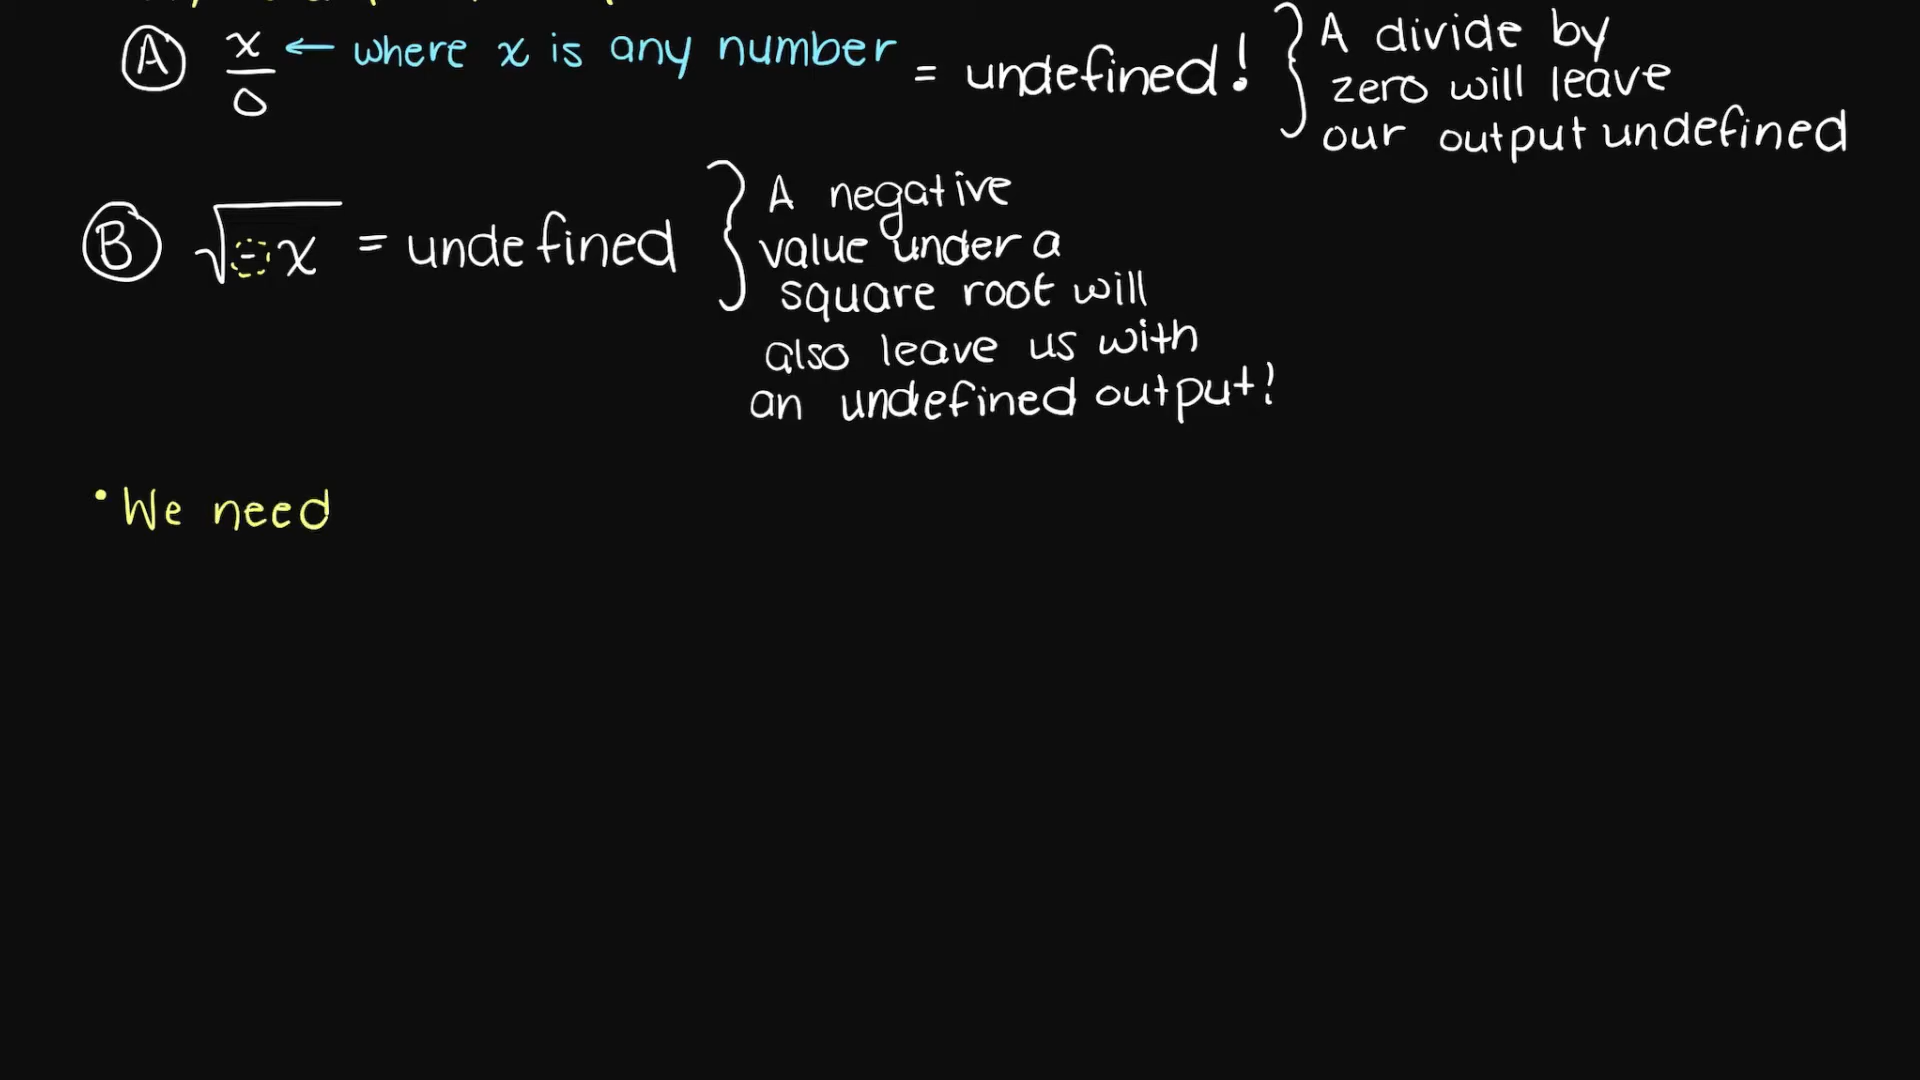 Ⓐ x/0 ← where x is any number = undefined! } A divide by
zero will leave
our output undefined
Ⓑ √-x = undefined } A negative
value under a
square root will
also leave us with
an undefined output!
• We need